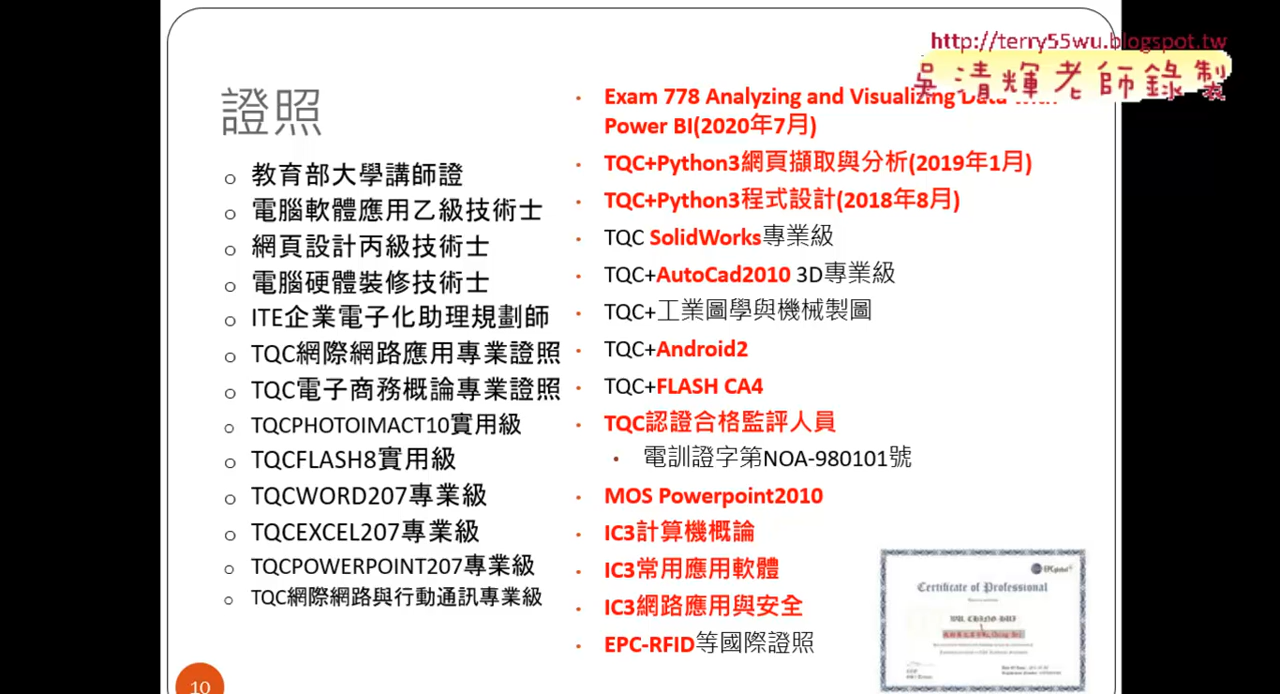 http://terry55wu.blogspot.tw
吳清輝老師錄製
證照
教育部大學講師證
電腦軟體應用乙級技術士
網頁設計丙級技術士
電腦硬體裝修技術士
ITE企業電子化助理規劃師
TQC網際網路應用專業證照
TQC電子商務概論專業證照
TQCPHOTOIMACT10實用級
TQCFLASH8實用級
TQCWORD207專業級
TQCEXCEL207專業級
TQCPOWERPOINT207專業級
TQC網際網路與行動通訊專業級
Exam 778 Analyzing and Visualizing Data with
Power BI(2020年7月)
TQC+Python3網頁擷取與分析(2019年1月)
TQC+Python3程式設計(2018年8月)
TQC SolidWorks專業級
TQC+AutoCad2010 3D專業級
TQC+工業圖學與機械製圖
TQC+Android2
TQC+FLASH CA4
TQC認證合格監評人員
電訓證字第NOA-980101號
MOS Powerpoint2010
IC3計算機概論
IC3常用應用軟體
IC3網路應用與安全
EPC-RFID等國際證照
Certificate of Professional
WU, CHANG-HUI
10